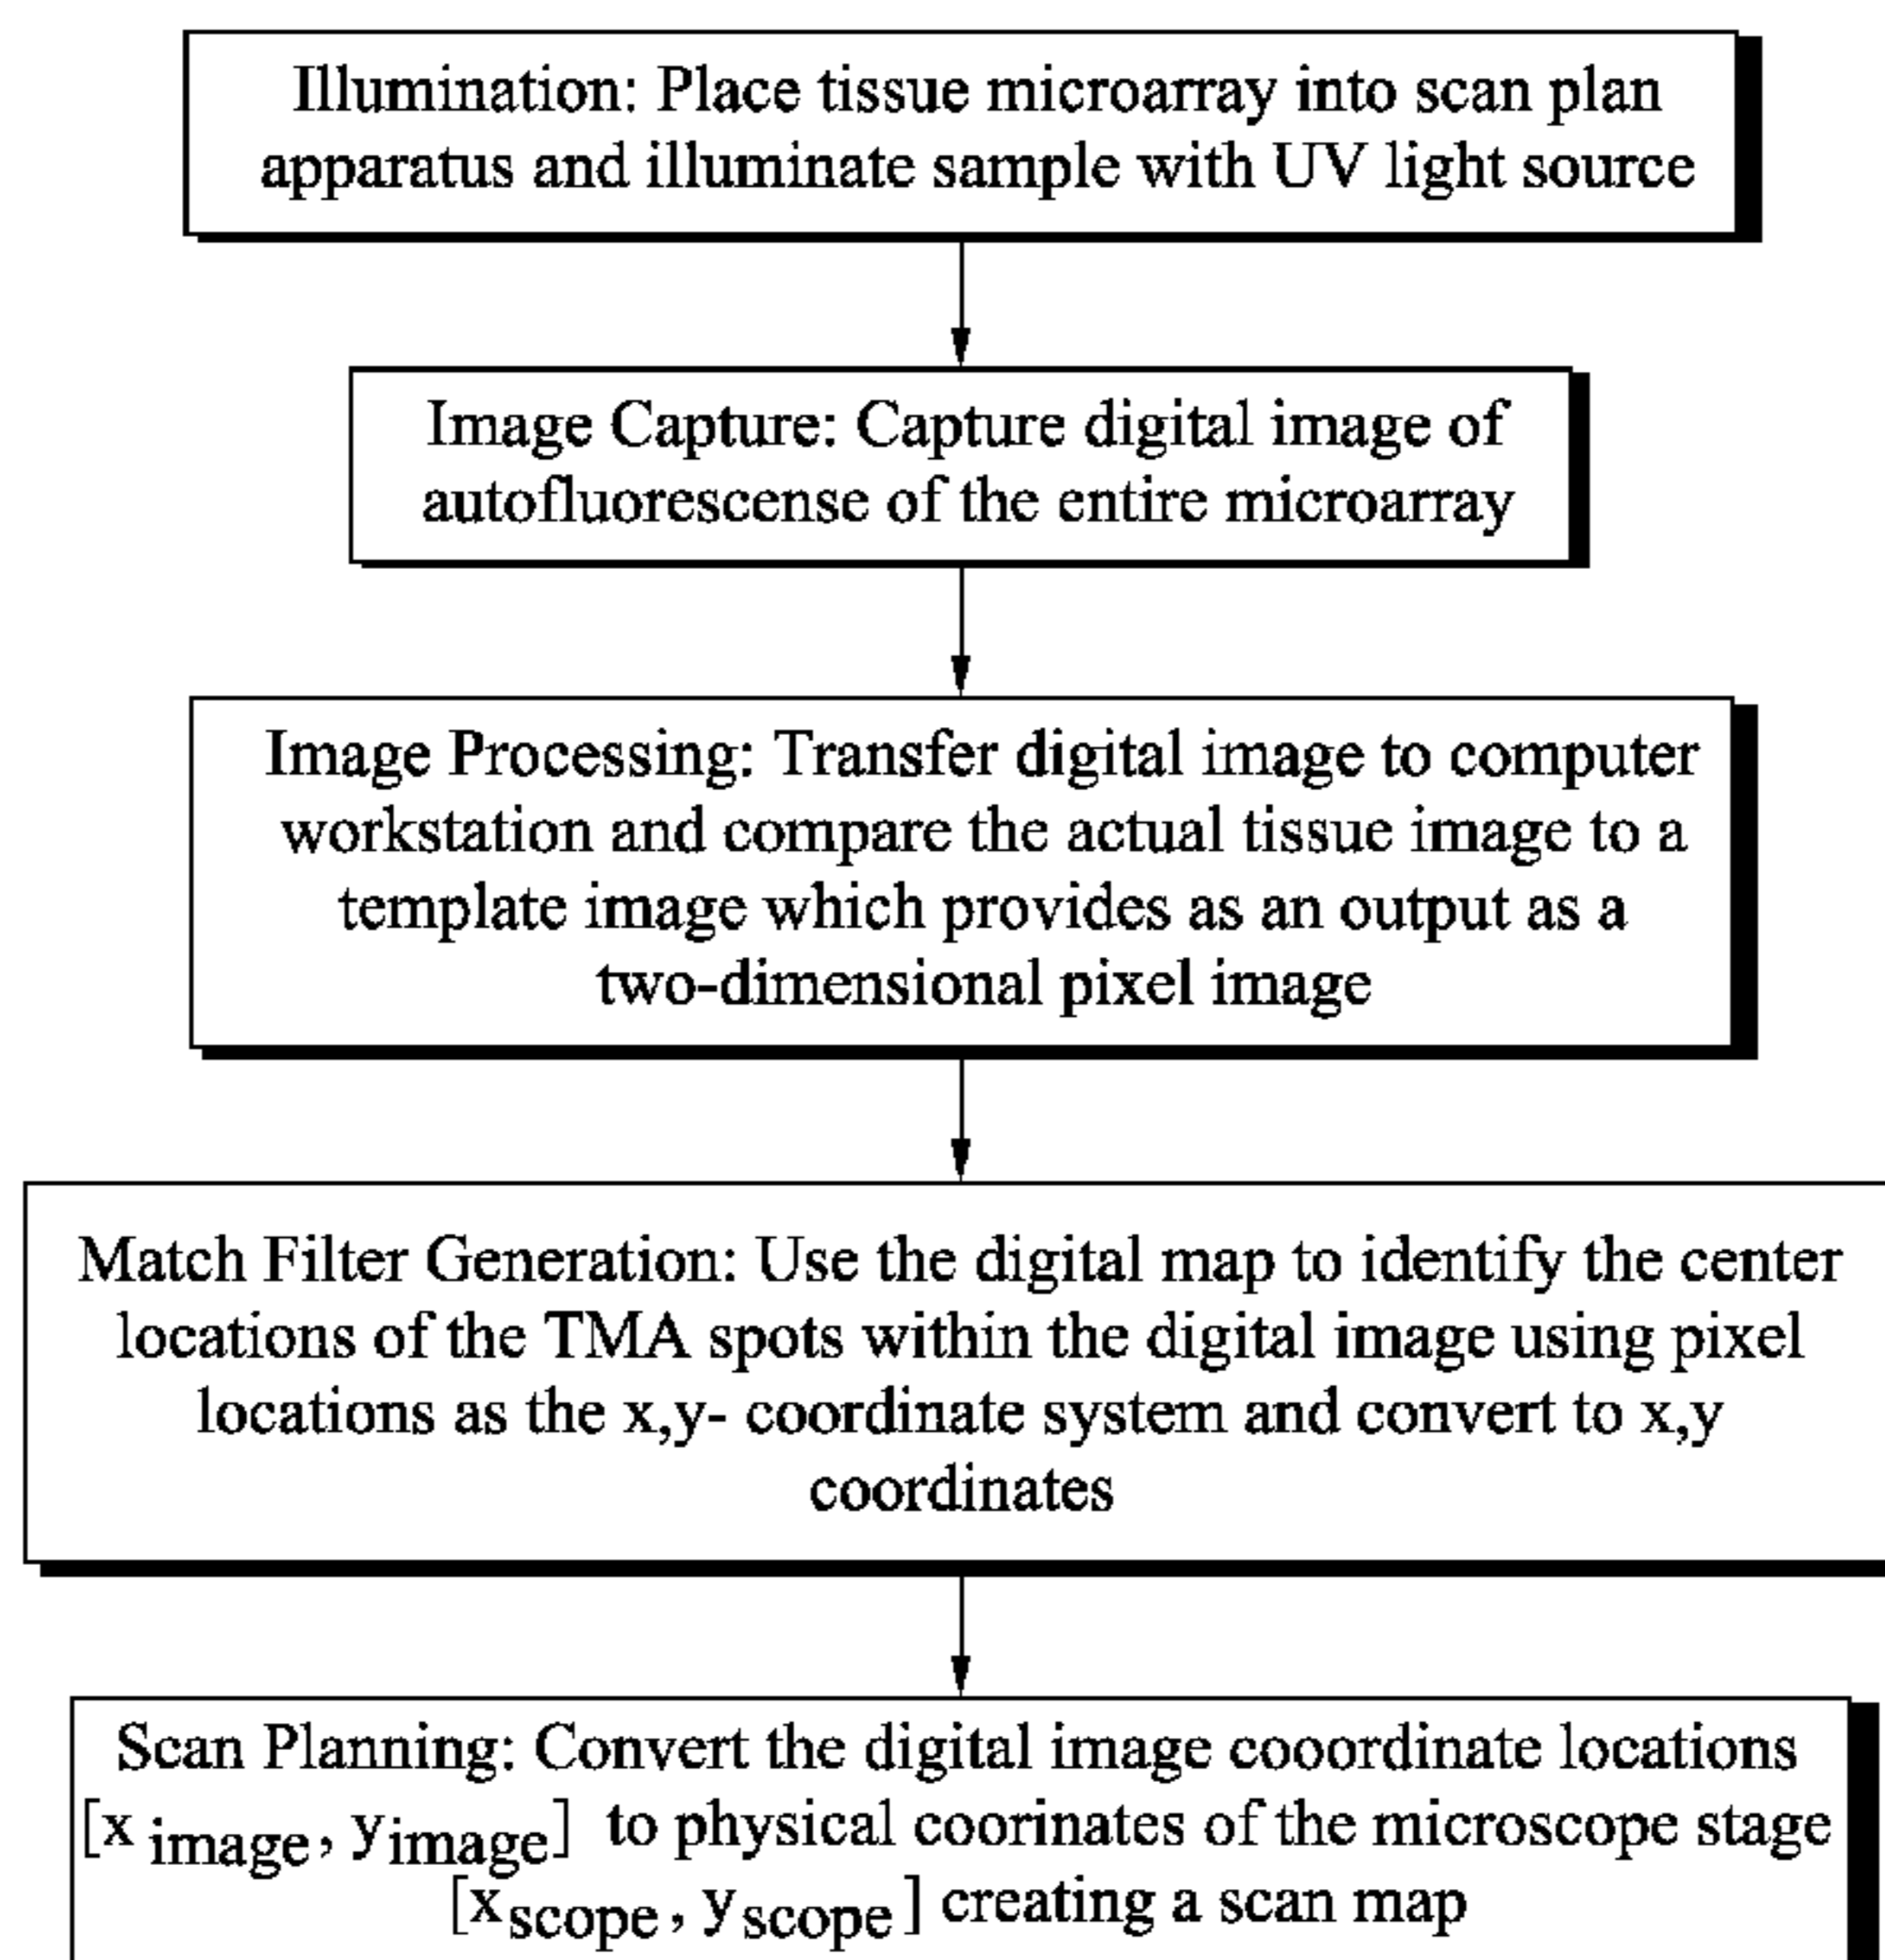 Illumination: Place tissue microarray into scan plan
apparatus and illuminate sample with UV light source
Image Capture: Capture digital image of
autofluorescense of the entire microarray
Image Processing: Transfer digital image to computer
workstation and compare the actual tissue image to a
template image which provides as an output as a
two-dimensional pixel image
Match Filter Generation: Use the digital map to identify the center
locations of the TMA spots within the digital image using pixel
locations as the x,y- coordinate system and convert to x,y
coordinates
Scan Planning: Convert the digital image cooordinate locations
[x image, yimage] to physical coorinates of the microscope stage
[xscope, yscope] creating a scan map